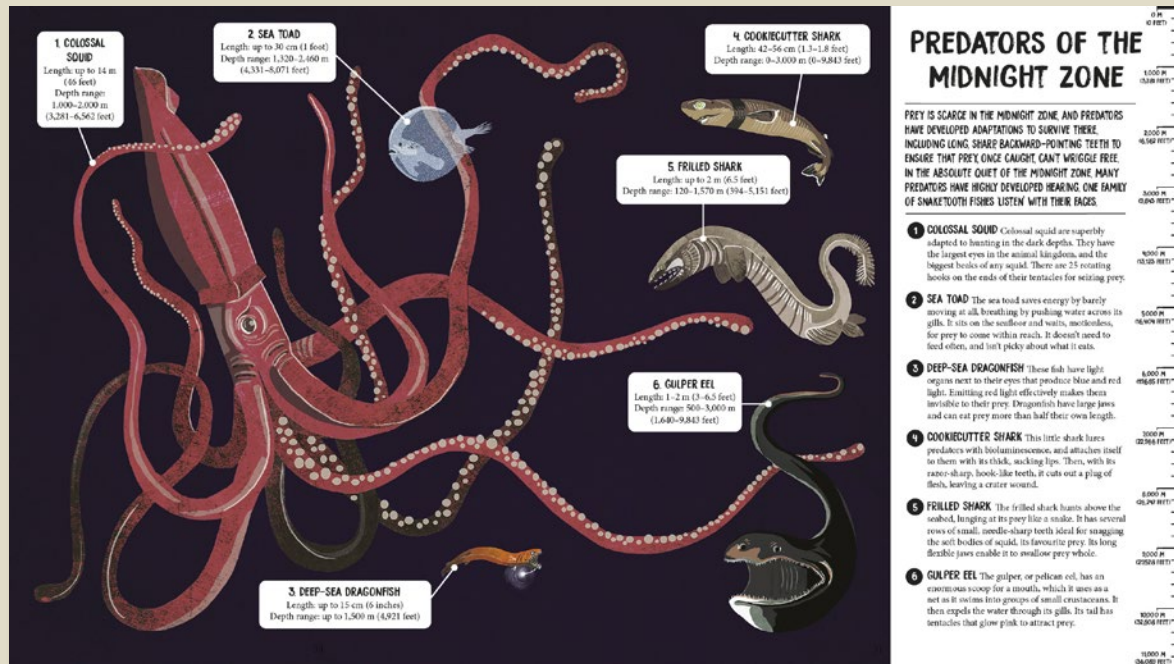 1. COLOSSAL
SQUID
Length: up to 14 m
(46 feet)
Depth range:
1,000–2,000 m
(3,281–6,562 feet)
2. SEA TOAD
Length: up to 30 cm (1 foot)
Depth range: 1,320–2,460 m
(4,331–8,071 feet)
4. COOKIECUTTER SHARK
Length: 42–56 cm (1.3–1.8 feet)
Depth range: 0–3,000 m (0–9,843 feet)
5. FRILLED SHARK
Length: up to 2 m (6.5 feet)
Depth range: 120–1,570 m (394–5,151 feet)
6. GULPER EEL
Length: 1–2 m (3–6.5 feet)
Depth range: 500–3,000 m
(1,640–9,843 feet)
3. DEEP-SEA DRAGONFISH
Length: up to 15 cm (6 inches)
Depth range: up to 1,500 m (4,921 feet)
PREDATORS OF THE
MIDNIGHT ZONE
PREY IS SCARCE IN THE MIDNIGHT ZONE, AND PREDATORS
HAVE DEVELOPED ADAPTATIONS TO SURVIVE THERE,
INCLUDING LONG, SHARP BACKWARD-POINTING TEETH TO
ENSURE THAT PREY, ONCE CAUGHT, CAN'T WRIGGLE FREE.
IN THE ABSOLUTE QUIET OF THE MIDNIGHT ZONE, MANY
PREDATORS HAVE HIGHLY DEVELOPED HEARING. ONE FAMILY
OF SNAKETOOTH FISHES 'LISTEN' WITH THEIR FACES.
1 COLOSSAL SQUID Colossal squid are superbly
adapted to hunting in the dark depths. They have
the largest eyes in the animal kingdom, and the
biggest beaks of any squid. There are 25 rotating
hooks on the ends of their tentacles for seizing prey.
2 SEA TOAD The sea toad saves energy by barely
moving at all, breathing by pushing water across its
gills. It sits on the seafloor and waits, motionless,
for prey to come within reach. It doesn't need to
feed often, and isn't picky about what it eats.
3 DEEP-SEA DRAGONFISH These fish have light
organs next to their eyes that produce blue and red
light. Emitting red light effectively makes them
invisible to their prey. Dragonfish have large jaws
and can eat prey more than half their own length.
4 COOKIECUTTER SHARK This little shark lures
predators with bioluminescence, and attaches itself
to them with its thick, sucking lips. Then, with its
razor-sharp, hook-like teeth, it cuts out a plug of
flesh, leaving a crater wound.
5 FRILLED SHARK The frilled shark hunts above the
seabed, lunging at its prey like a snake. It has several
rows of small, needle-sharp teeth ideal for snagging
the soft bodies of squid, its favourite prey. Its long
flexible jaws enable it to swallow prey whole.
6 GULPER EEL The gulper, or pelican eel, has an
enormous scoop for a mouth, which it uses as a
net as it swims into groups of small crustaceans. It
then expels the water through its gills. Its tail has
tentacles that glow pink to attract prey.
0 M
(0 FEET)
1,000 M
2,000 M
3,000 M
4,000 M
5,000 M
6,000 M
7,000 M
8,000 M
9,000 M
10,000 M
11,000 M